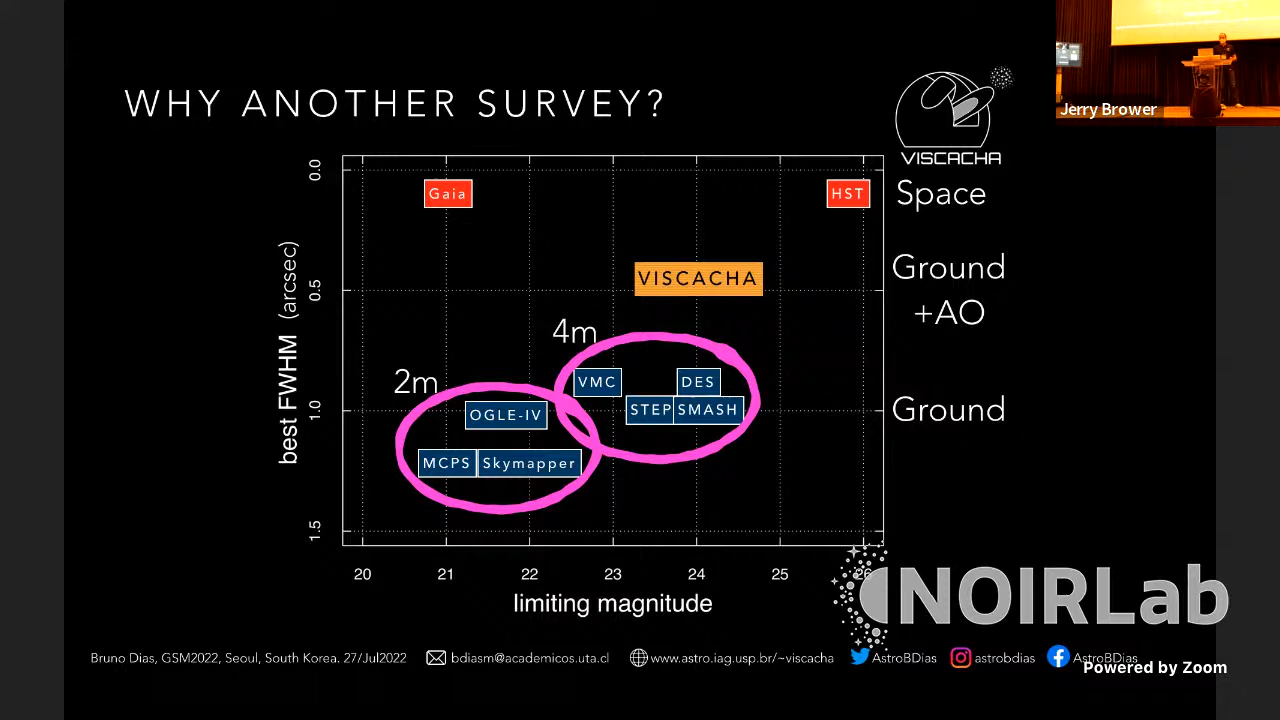 WHY ANOTHER SURVEY?
VISCACHA
Jerry Brower
0.0
0.5
1.0
1.5
best FWHM (arcsec)
Gaia
HST
Space
VISCACHA
Ground
+AO
4m
2m
VMC
DES
STEP
SMASH
OGLE-IV
Ground
MCPS
Skymapper
20
21
22
23
24
25
26
limiting magnitude
NOIRLab
Bruno Dias, GSM2022, Seoul, South Korea. 27/Jul2022
bdiasm@academicos.uta.cl
www.astro.iag.usp.br/~viscacha
AstroBDias
astrobdias
AstroBDias
Powered by Zoom